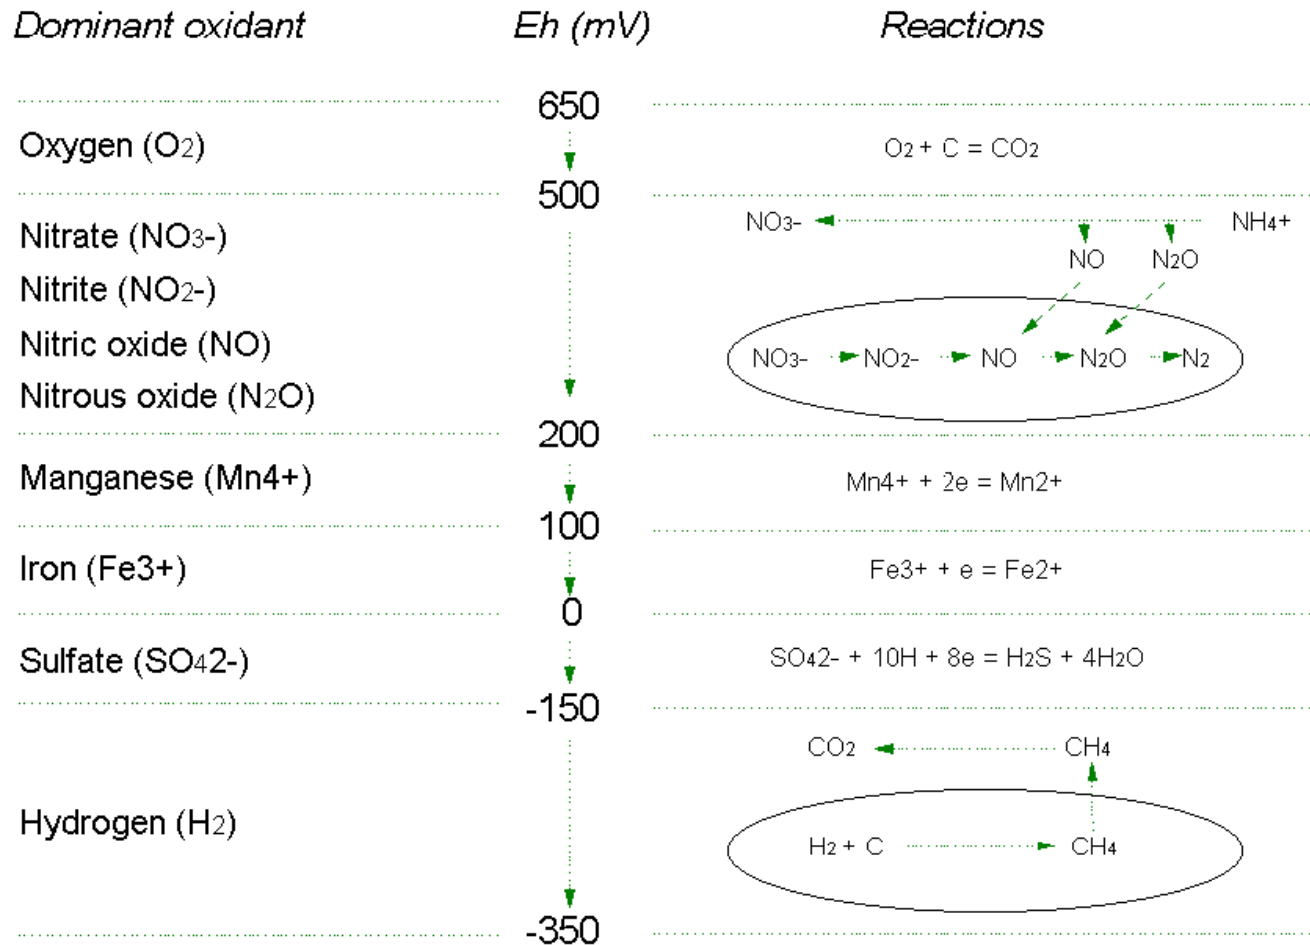 Dominant oxidant Eh (mV) Reactions
650
Oxygen (O2) O2 + C = CO2
500
NO3- NH4+
Nitrate (NO3-)
NO N2O
Nitrite (NO2-)
Nitric oxide (NO)
NO3- NO2- NO N2O N2
Nitrous oxide (N2O)
200
Manganese (Mn4+) Mn4+ + 2e = Mn2+
100
Iron (Fe3+) Fe3+ + e = Fe2+
0
Sulfate (SO42-) SO42- + 10H + 8e = H2S + 4H2O
-150
CO2 CH4
Hydrogen (H2)
H2 + C CH4
-350